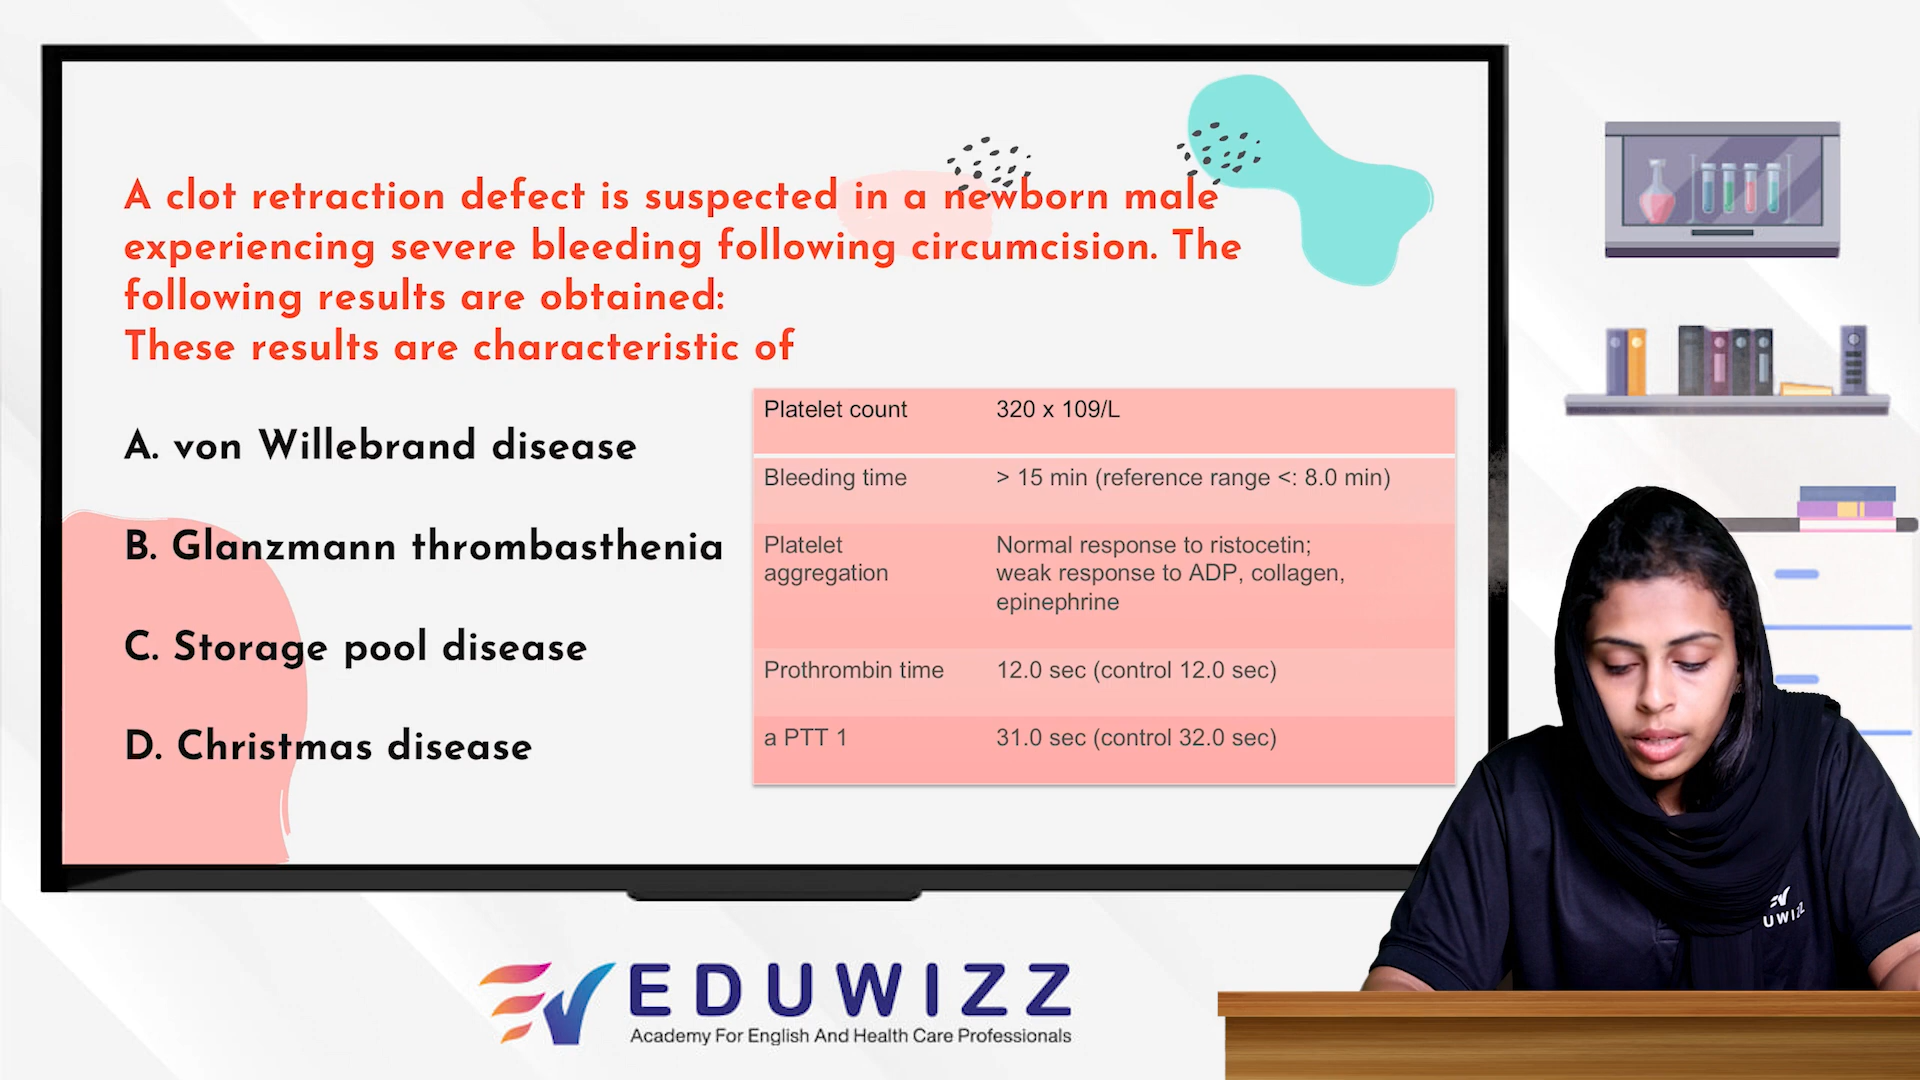 A clot retraction defect is suspected in a newborn male
experiencing severe bleeding following circumcision. The
following results are obtained:
These results are characteristic of
A. von Willebrand disease
B. Glanzmann thrombasthenia
C. Storage pool disease
D. Christmas disease
Platelet count 320 x 109/L
Bleeding time > 15 min (reference range <: 8.0 min)
Platelet Normal response to ristocetin;
aggregation weak response to ADP, collagen,
epinephrine
Prothrombin time 12.0 sec (control 12.0 sec)
a PTT 1 31.0 sec (control 32.0 sec)
UWIZZ
EDUWIZZ
Academy For English And Health Care Professionals